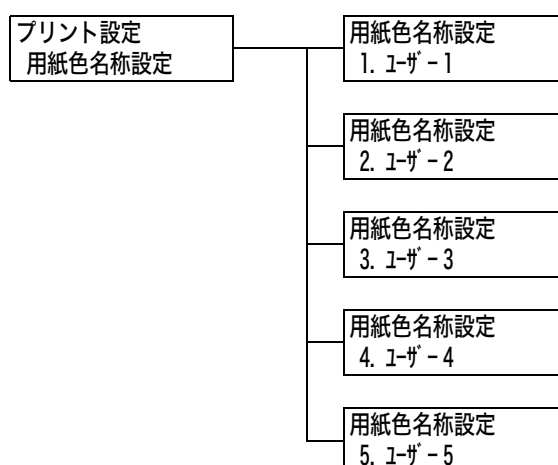 プリント設定
用紙色名称設定
用紙色名称設定
1. ﾕｰｻﾞｰ1
用紙色名称設定
2. ﾕｰｻﾞｰ2
用紙色名称設定
3. ﾕｰｻﾞｰ3
用紙色名称設定
4. ﾕｰｻﾞｰ4
用紙色名称設定
5. ﾕｰｻﾞｰ5